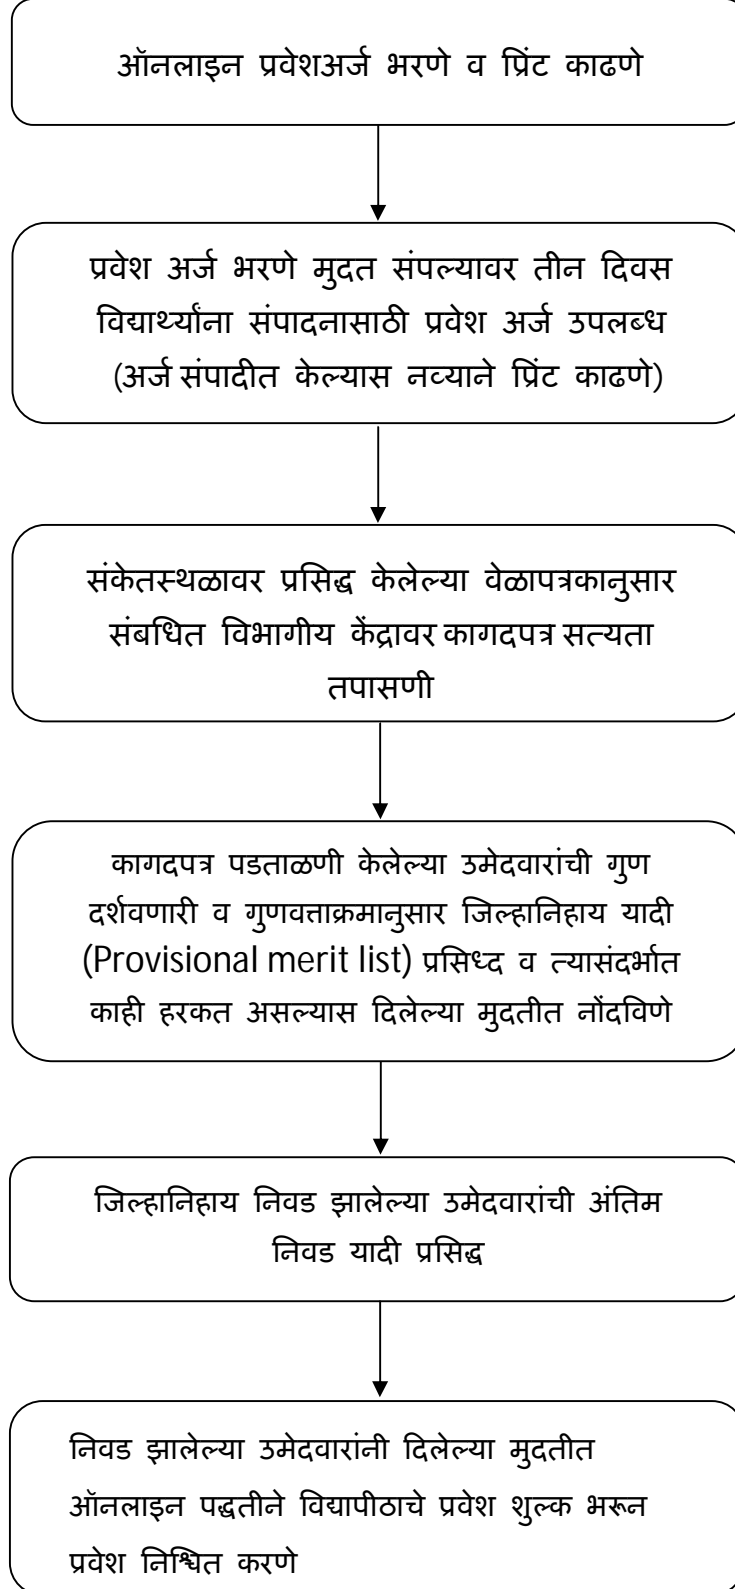 ऑनलाइन प्रवेशअर्ज भरणे व प्रिंट काढणे
प्रवेश अर्ज भरणे मुदत संपल्यावर तीन दिवस
विद्यार्थ्यांना संपादनासाठी प्रवेश अर्ज उपलब्ध
(अर्ज संपादीत केल्यास नव्याने प्रिंट काढणे)
संकेतस्थळावर प्रसिद्ध केलेल्या वेळापत्रकानुसार
संबधित विभागीय केंद्रावर कागदपत्र सत्यता
तपासणी
कागदपत्र पडताळणी केलेल्या उमेदवारांची गुण
दर्शवणारी व गुणवत्ताक्रमानुसार जिल्हानिहाय यादी
(Provisional merit list) प्रसिध्द व त्यासंदर्भात
काही हरकत असल्यास दिलेल्या मुदतीत नोंदविणे
जिल्हानिहाय निवड झालेल्या उमेदवारांची अंतिम
निवड यादी प्रसिद्ध
निवड झालेल्या उमेदवारांनी दिलेल्या मुदतीत
ऑनलाइन पद्धतीने विद्यापीठाचे प्रवेश शुल्क भरून
प्रवेश निश्चित करणे